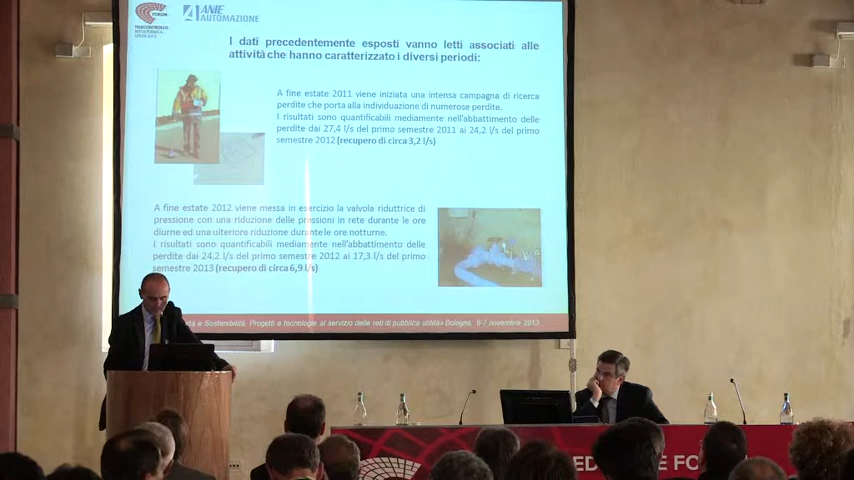 FORUM
TELECONTROLLO
ANIE
AUTOMAZIONE
I dati precedentemente esposti vanno letti associati alle
attività che hanno caratterizzato i diversi periodi:
A fine estate 2011 viene iniziata una intensa campagna di ricerca
perdite che porta alla individuazione di numerose perdite.
I risultati sono quantificabili mediamente nell'abbattimento delle
perdite dai 27,4 l/s del primo semestre 2011 ai 24,2 l/s del primo
semestre 2012 (recupero di circa 3,2 l/s)
A fine estate 2012 viene messa in esercizio la valvola riduttrice di
pressione con una riduzione delle pressioni in rete durante le ore
diurne ed una ulteriore riduzione durante le ore notturne.
I risultati sono quantificabili mediamente nell'abbattimento delle
perdite dai 24,2 l/s del primo semestre 2012 ai 17,3 l/s del primo
semestre 2013 (recupero di circa 6,9 l/s)
e Sostenibilità. Progetti e tecnologie al servizio delle reti di pubblica utilità» Bologna, 6-7 novembre 2013